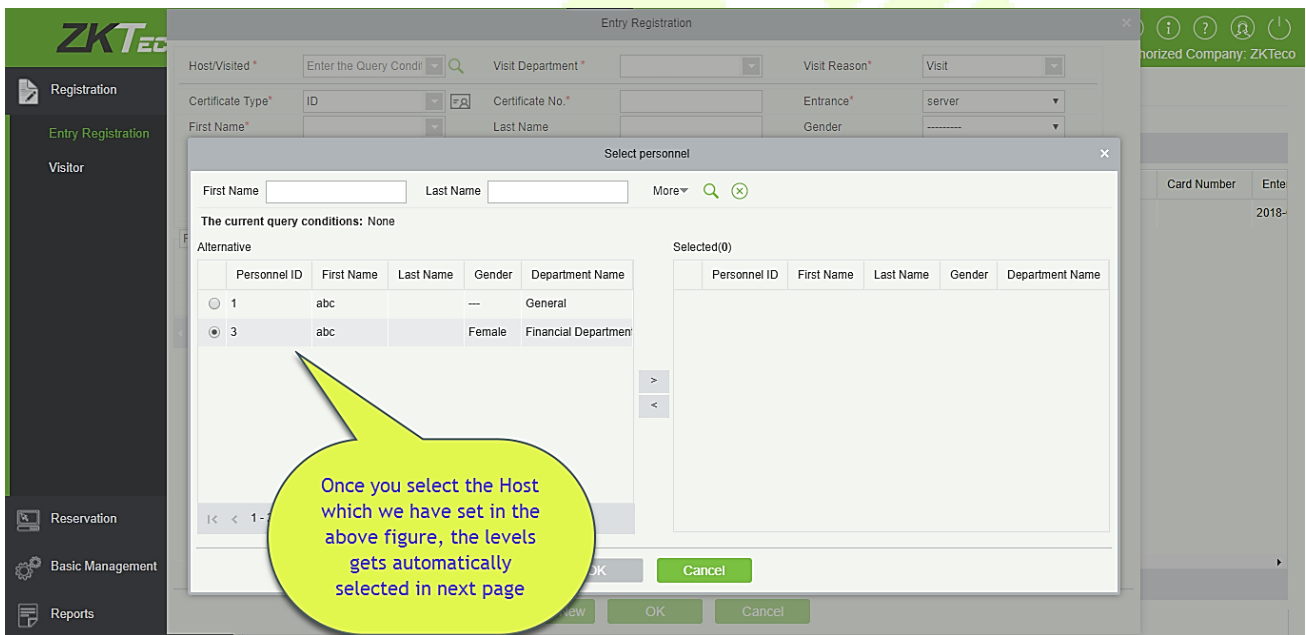 ZKTeco
Entry Registration
Authorized Company: ZKTeco
Registration
Entry Registration
Visitor
Reservation
Basic Management
Reports
Host/Visited * Enter the Query Condit Visit Department * Visit Reason* Visit
Certificate Type* ID Certificate No.* Entrance* server
First Name* Last Name Gender ---------
Card Number
2018-
Select personnel
First Name Last Name More
The current query conditions: None
Alternative Selected(0)
Personnel ID First Name Last Name Gender Department Name Personnel ID First Name Last Name Gender Department Name
1 abc --- General
3 abc Female Financial Department
> 
<
Once you select the Host
which we have set in the
above figure, the levels
gets automatically
selected in next page
OK Cancel
OK Cancel